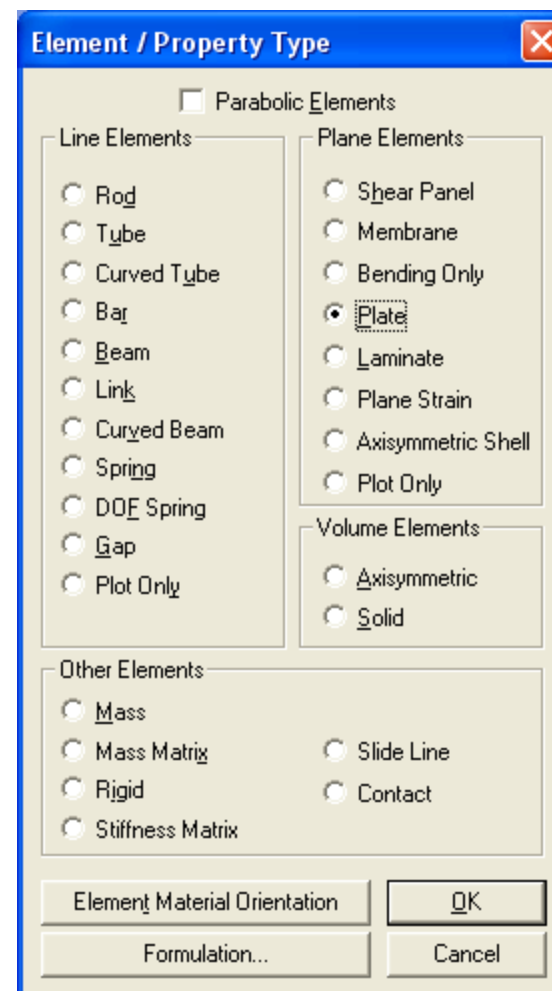 Element / Property Type
Parabolic Elements
Line Elements
Rod
Tube
Curved Tube
Bar
Beam
Link
Curved Beam
Spring
DOF Spring
Gap
Plot Only
Plane Elements
Shear Panel
Membrane
Bending Only
Plate
Laminate
Plane Strain
Axisymmetric Shell
Plot Only
Volume Elements
Axisymmetric
Solid
Other Elements
Mass
Mass Matrix
Rigid
Stiffness Matrix
Slide Line
Contact
Element Material Orientation
OK
Formulation...
Cancel